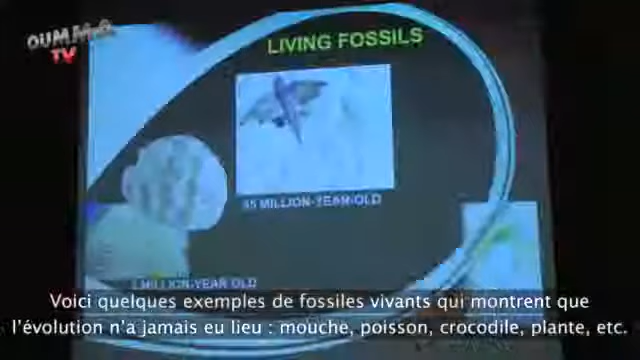 OUMMA
TV
LIVING FOSSILS
MILLION-YEAR-OLD
MILLION-YEAR OLD
Voici quelques exemples de fossiles vivants qui montrent que
l'évolution n'a jamais eu lieu : mouche, poisson, crocodile, plante, etc.